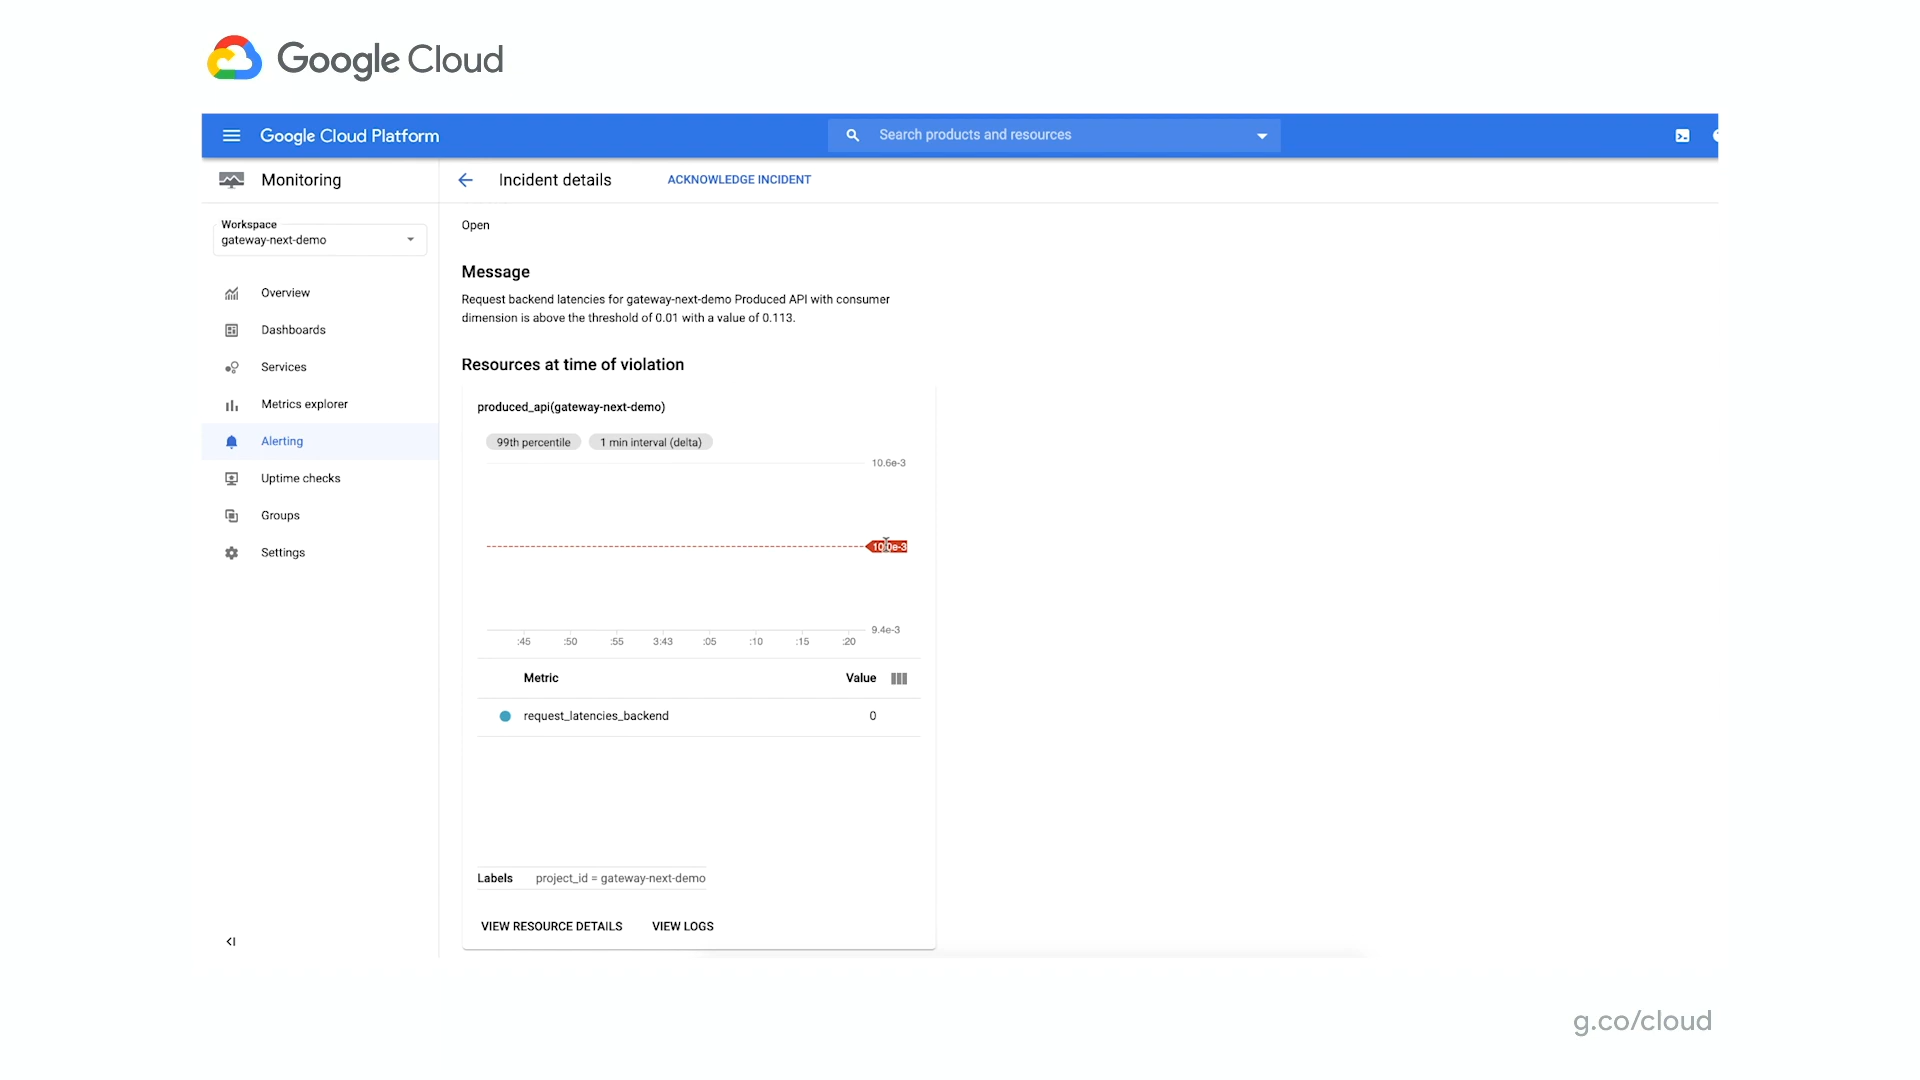 Google Cloud
Google Cloud Platform
Search products and resources
Monitoring
Incident details
ACKNOWLEDGE INCIDENT
Workspace
gateway-next-demo
Overview
Dashboards
Services
Metrics explorer
Alerting
Uptime checks
Groups
Settings
Open
Message
Request backend latencies for gateway-next-demo Produced API with consumer
dimension is above the threshold of 0.01 with a value of 0.113.
Resources at time of violation
produced_api(gateway-next-demo)
99th percentile
1 min interval (delta)
10.6e-3
10.0e-3
9.4e-3
:45 :50 :55 3:43 :05 :10 :15 :20
Metric Value
request_latencies_backend 0
Labels project_id = gateway-next-demo
VIEW RESOURCE DETAILS VIEW LOGS
g.co/cloud